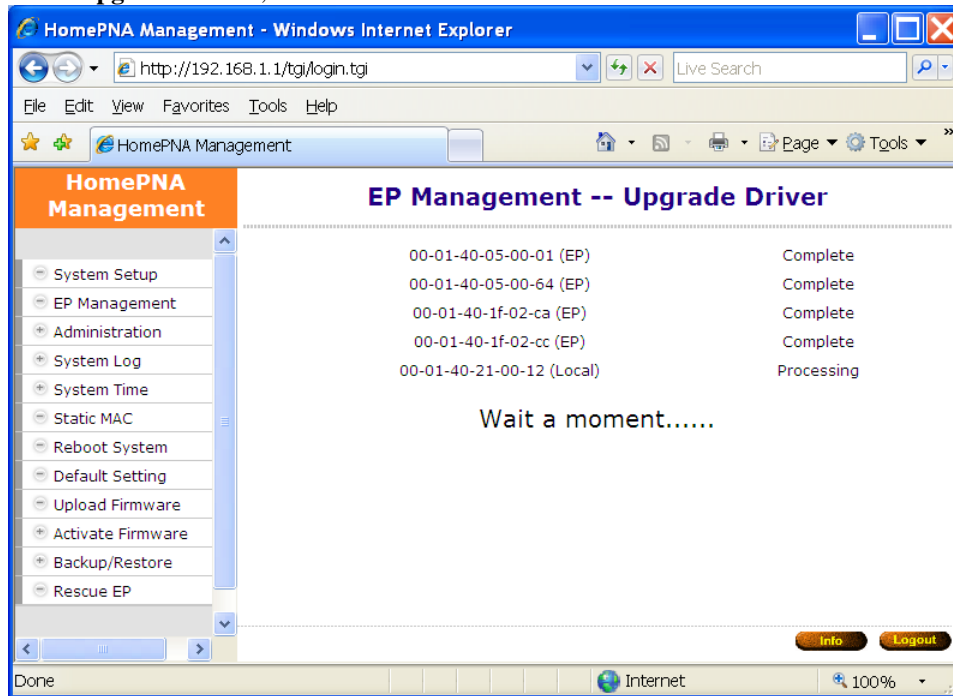 HomePNA Management - Windows Internet Explorer
http://192.168.1.1/tgi/login.tgi
Live Search
File Edit View Favorites Tools Help
HomePNA Management
Page Tools »
HomePNA
Management
EP Management -- Upgrade Driver
System Setup
EP Management
Administration
System Log
System Time
Static MAC
Reboot System
Default Setting
Upload Firmware
Activate Firmware
Backup/Restore
Rescue EP
00-01-40-05-00-01 (EP) Complete
00-01-40-05-00-64 (EP) Complete
00-01-40-1f-02-ca (EP) Complete
00-01-40-1f-02-cc (EP) Complete
00-01-40-21-00-12 (Local) Processing
Wait a moment......
Info Logout
Done Internet 100%